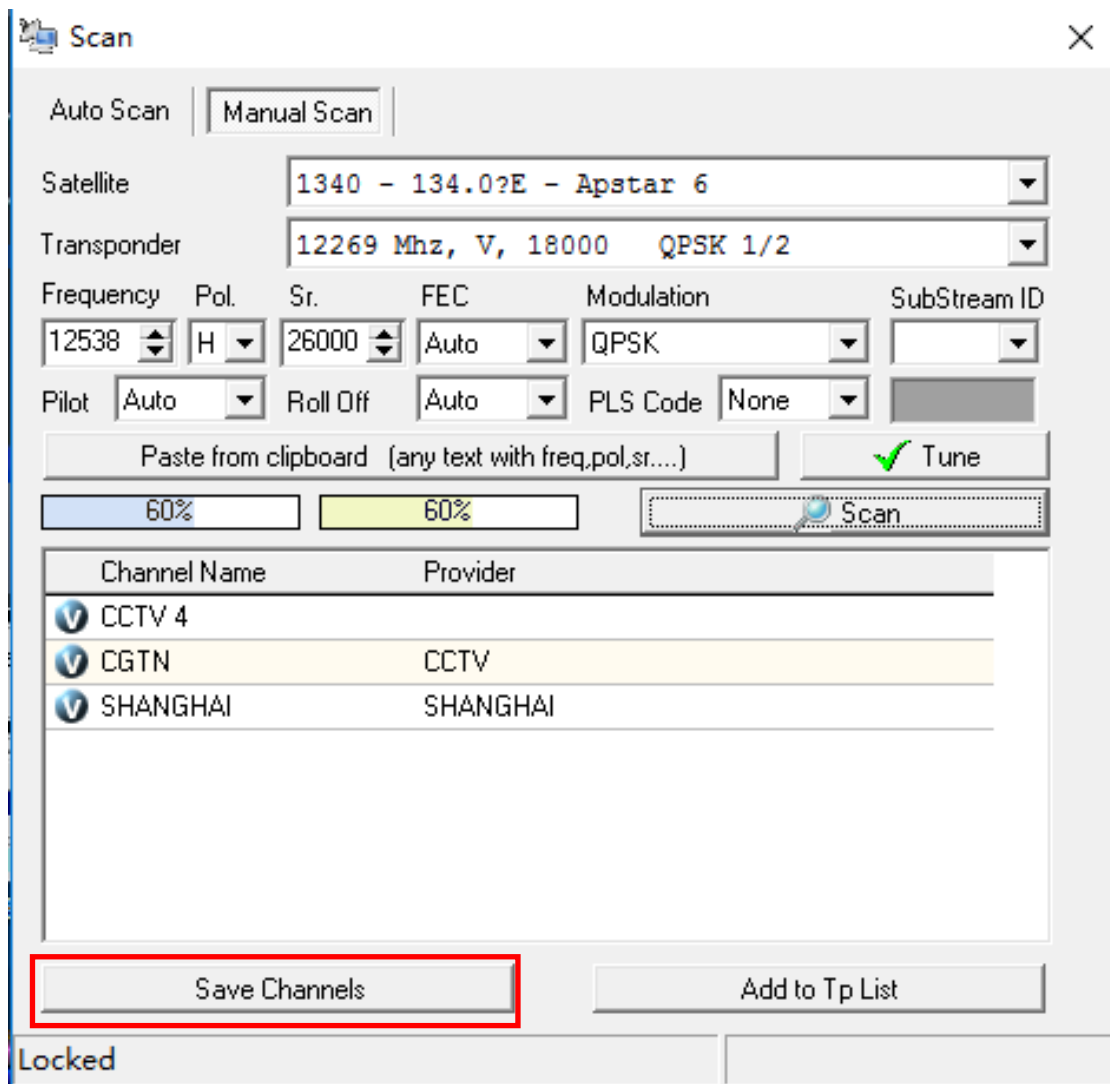 Scan
Auto Scan Manual Scan
Satellite 1340 - 134.0?E - Apstar 6
Transponder 12269 Mhz, V, 18000 QPSK 1/2
Frequency Pol. Sr. FEC Modulation SubStream ID
12538 H 26000 Auto QPSK
Pilot Auto Roll Off Auto PLS Code None
Paste from clipboard (any text with freq,pol,sr....) Tune
60% 60% Scan
Channel Name Provider
V CCTV 4
V CGTN CCTV
V SHANGHAI SHANGHAI
Save Channels Add to Tp List
Locked